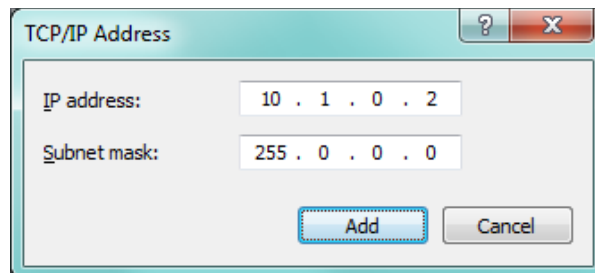 TCP/IP Address
?
X
IP address: 10 . 1 . 0 . 2
Subnet mask: 255 . 0 . 0 . 0
Add Cancel